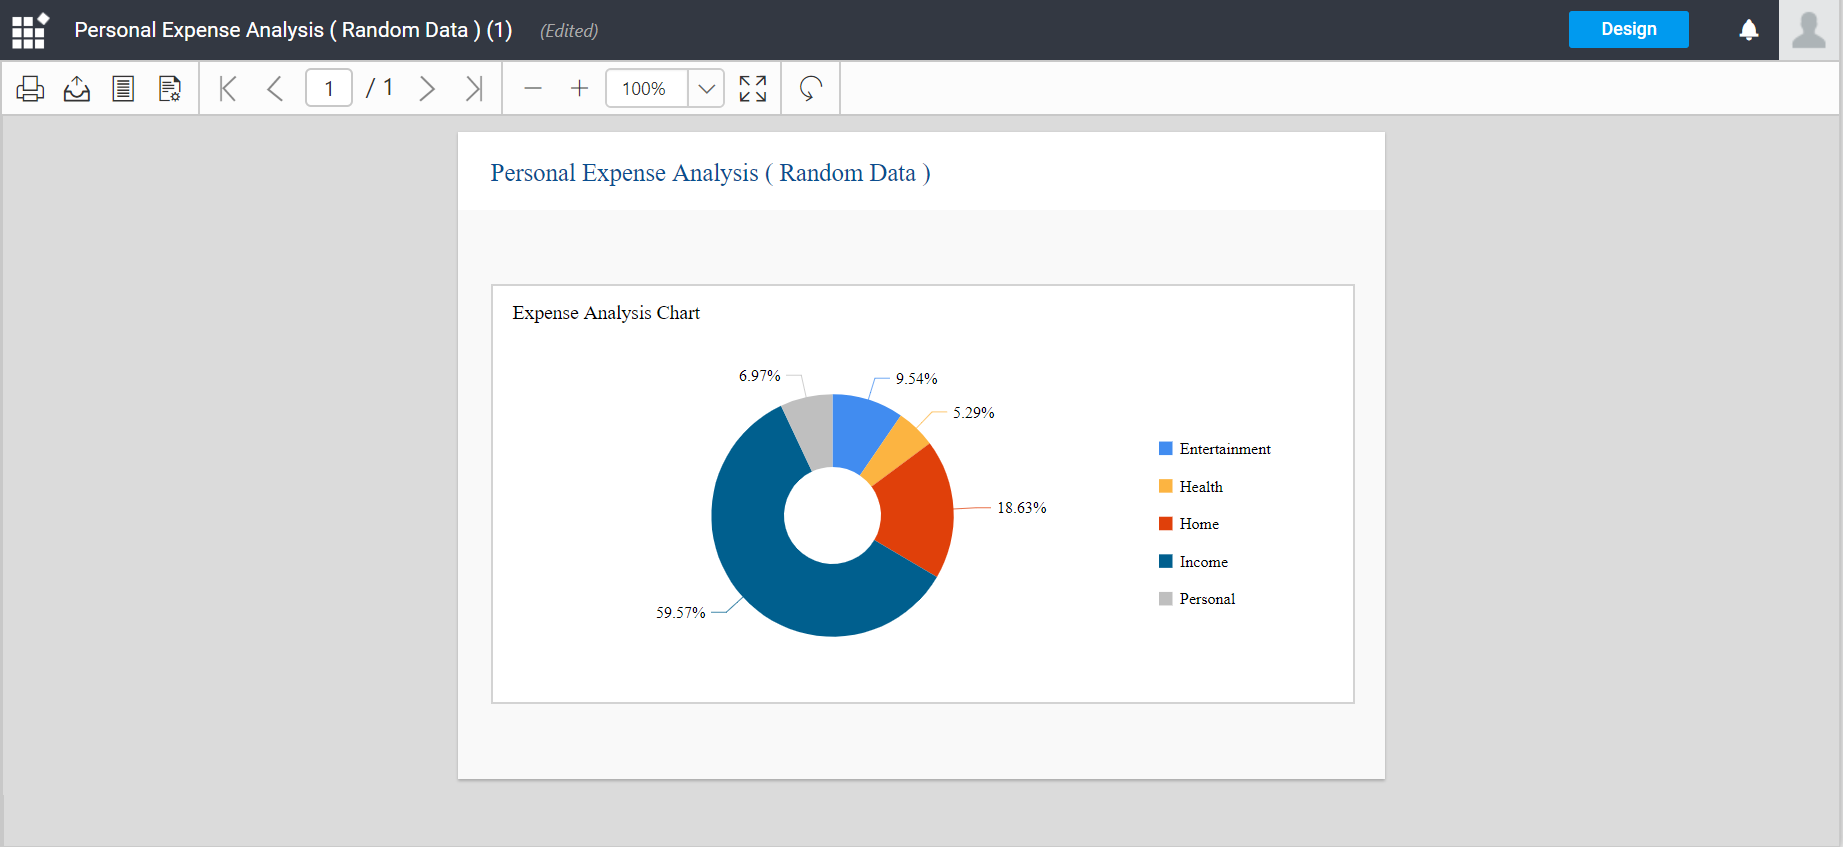 Personal Expense Analysis ( Random Data ) (1) (Edited) Design
1 / 1 100%
Personal Expense Analysis ( Random Data )
Expense Analysis Chart
6.97%
9.54%
5.29%
18.63%
59.57%
Entertainment
Health
Home
Income
Personal